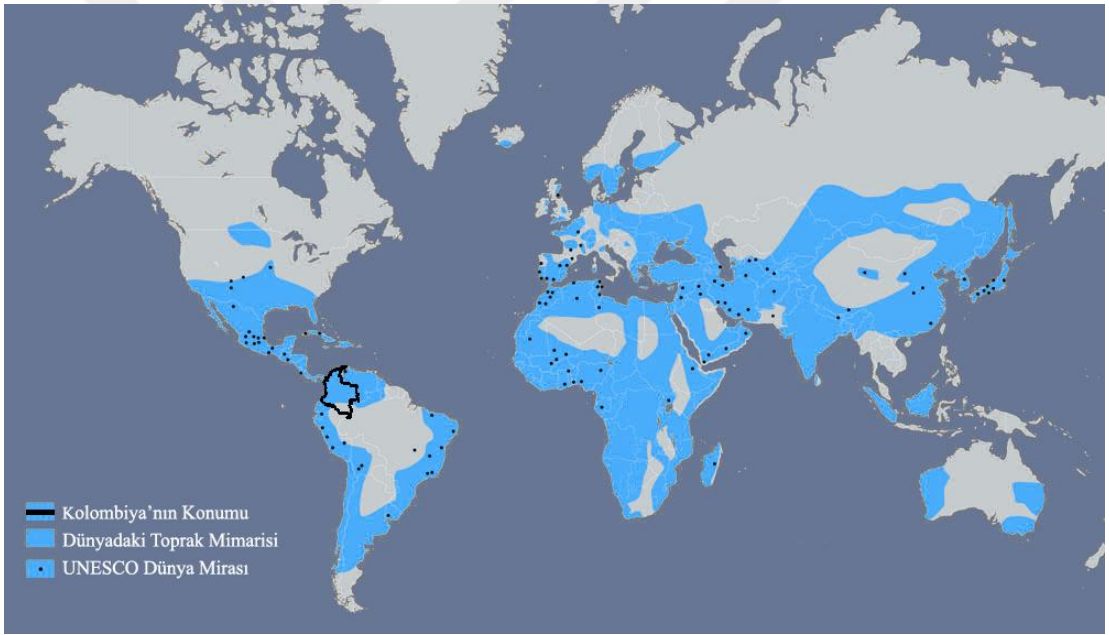 Kolombiya’nın Konumu
Dünyadaki Toprak Mimarisi
UNESCO Dünya Mirası